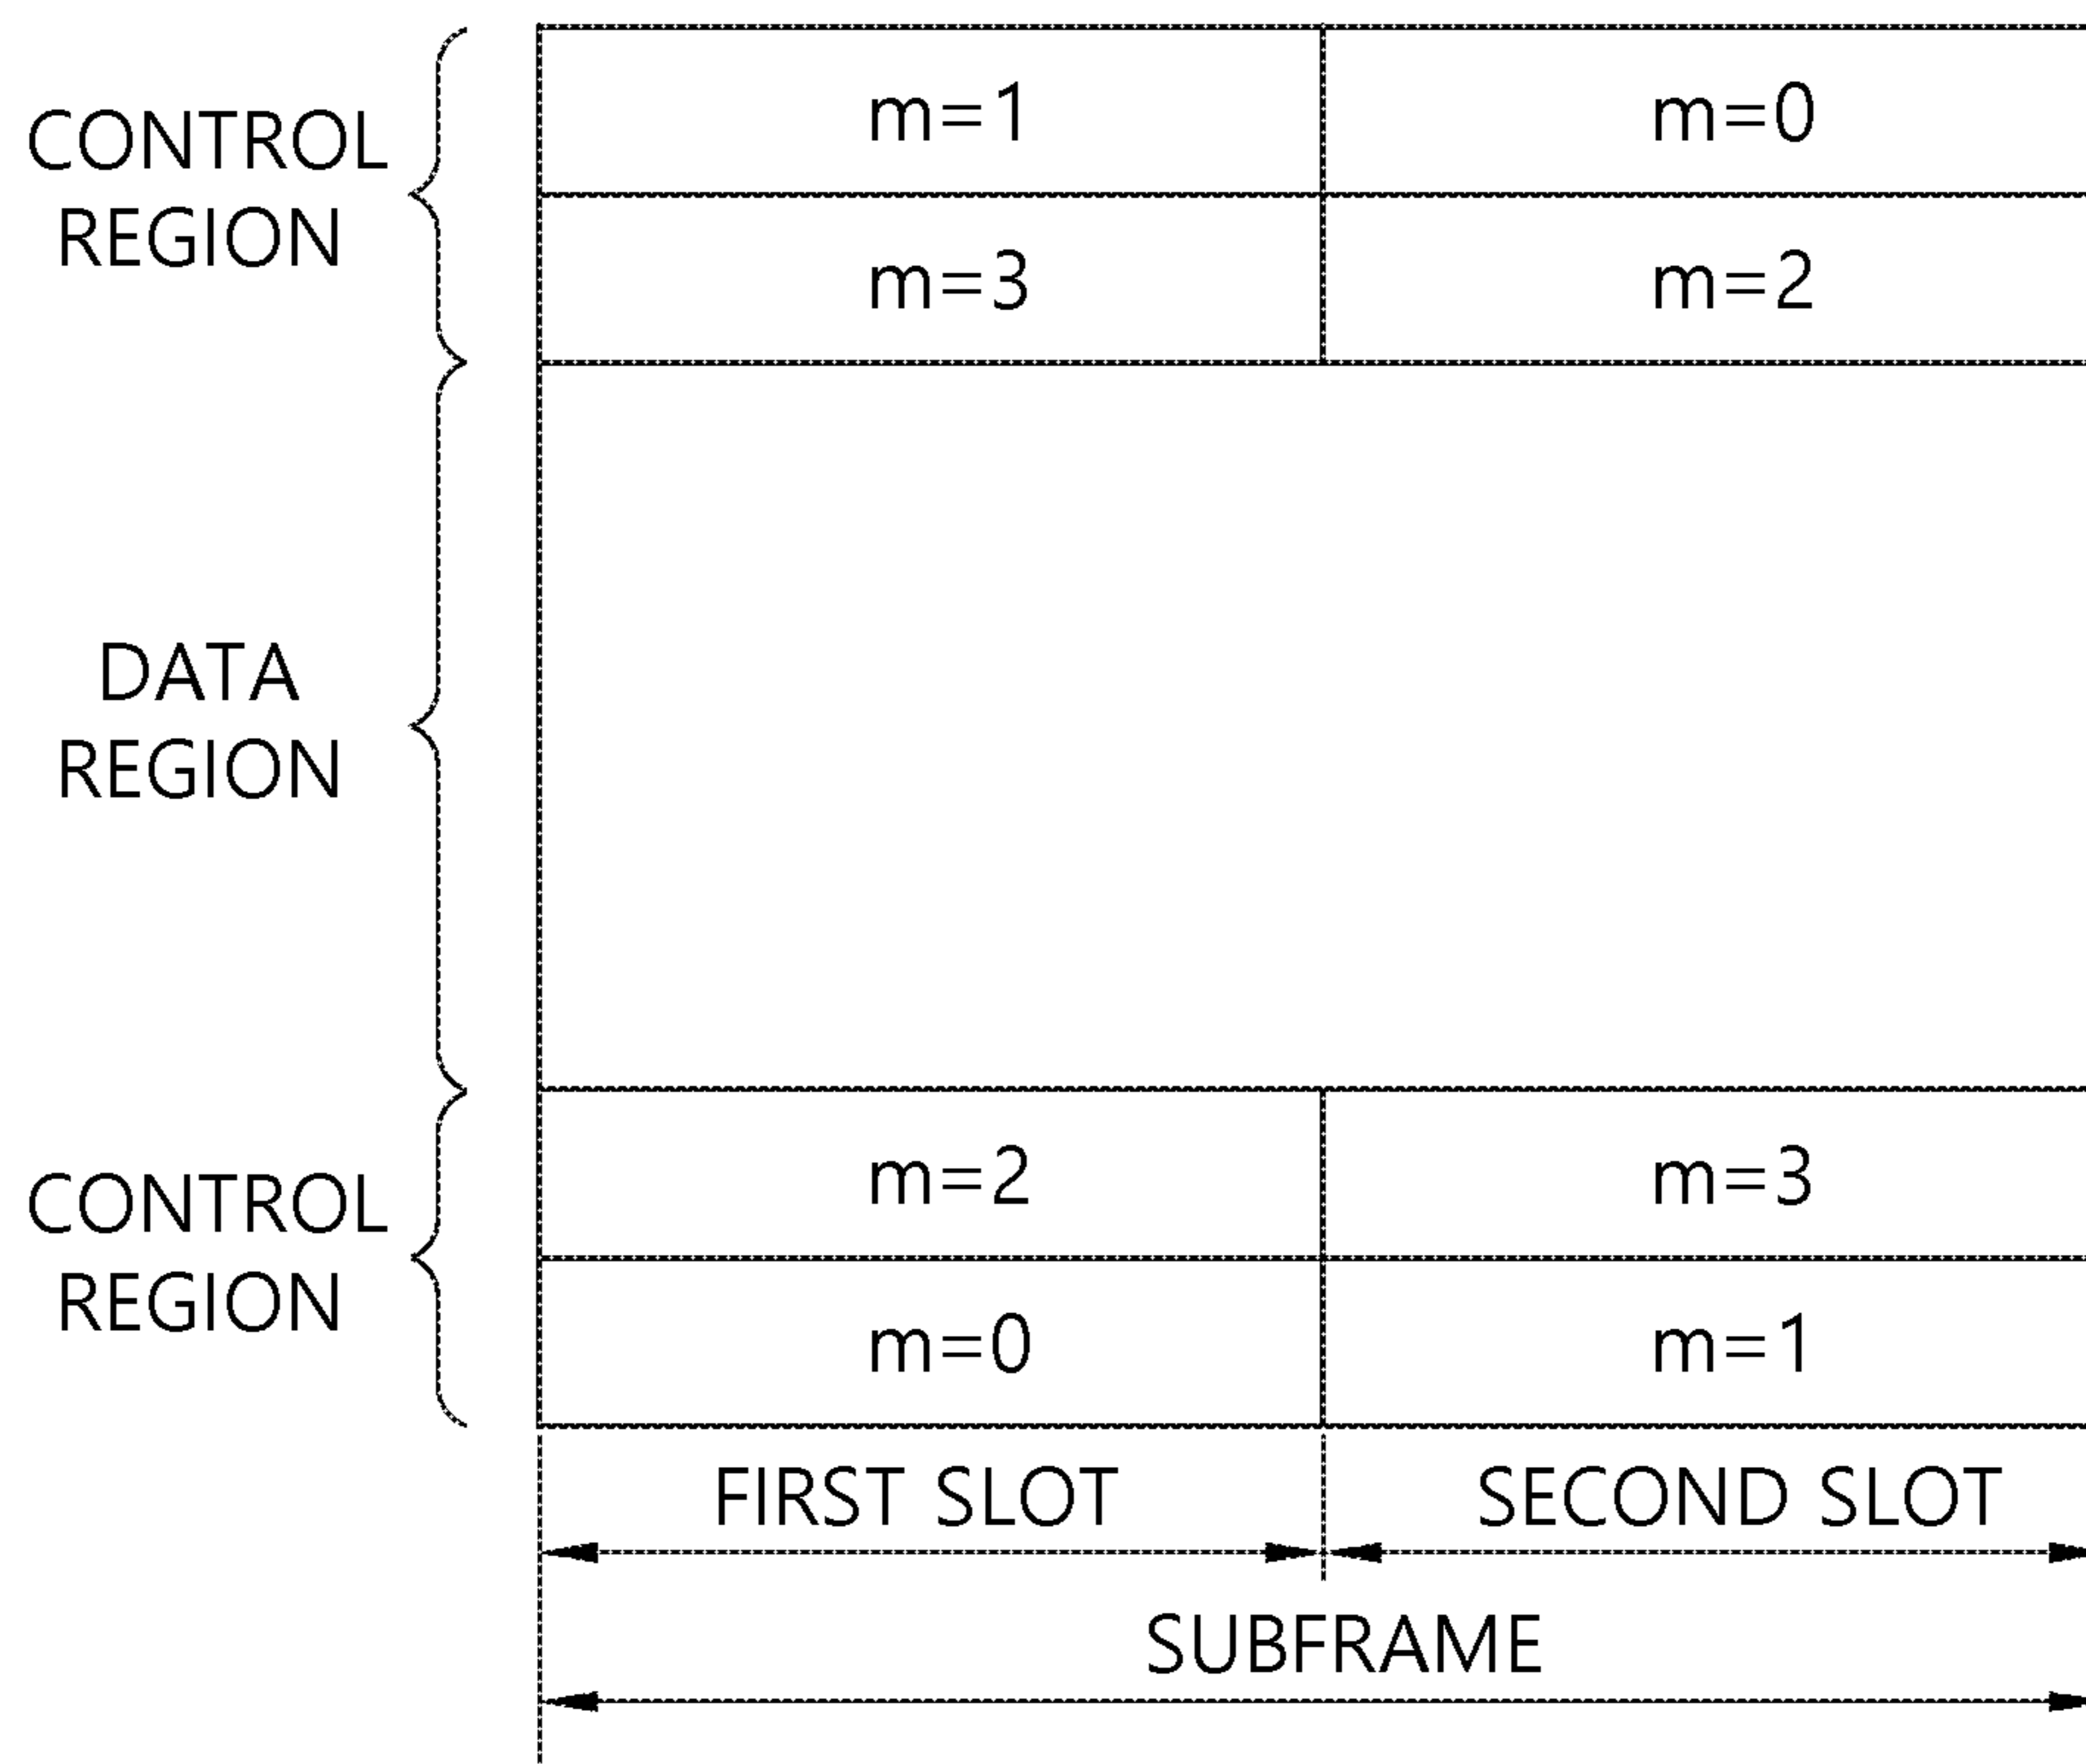 m=1 m=0
CONTROL
REGION
m=3 m=2
DATA
REGION
m=2 m=3
CONTROL
REGION
m=0 m=1
FIRST SLOT SECOND SLOT
SUBFRAME